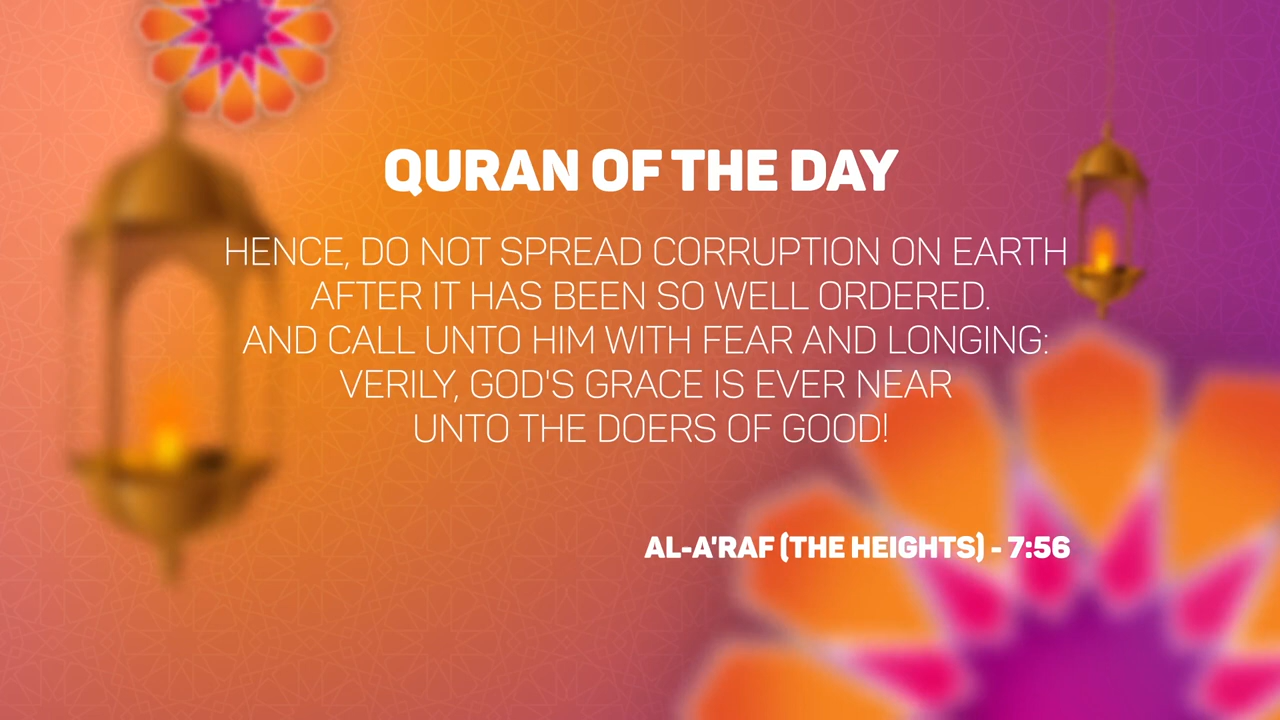 QURAN OF THE DAY
HENCE, DO NOT SPREAD CORRUPTION ON EARTH
AFTER IT HAS BEEN SO WELL ORDERED.
AND CALL UNTO HIM WITH FEAR AND LONGING:
VERILY, GOD'S GRACE IS EVER NEAR
UNTO THE DOERS OF GOOD!
AL-A'RAF (THE HEIGHTS) - 7:56